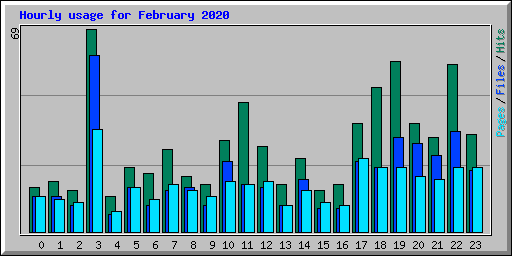 Hourly usage for February 2020
69
Pages / Files / Hits
0 1 2 3 4 5 6 7 8 9 10 11 12 13 14 15 16 17 18 19 20 21 22 23